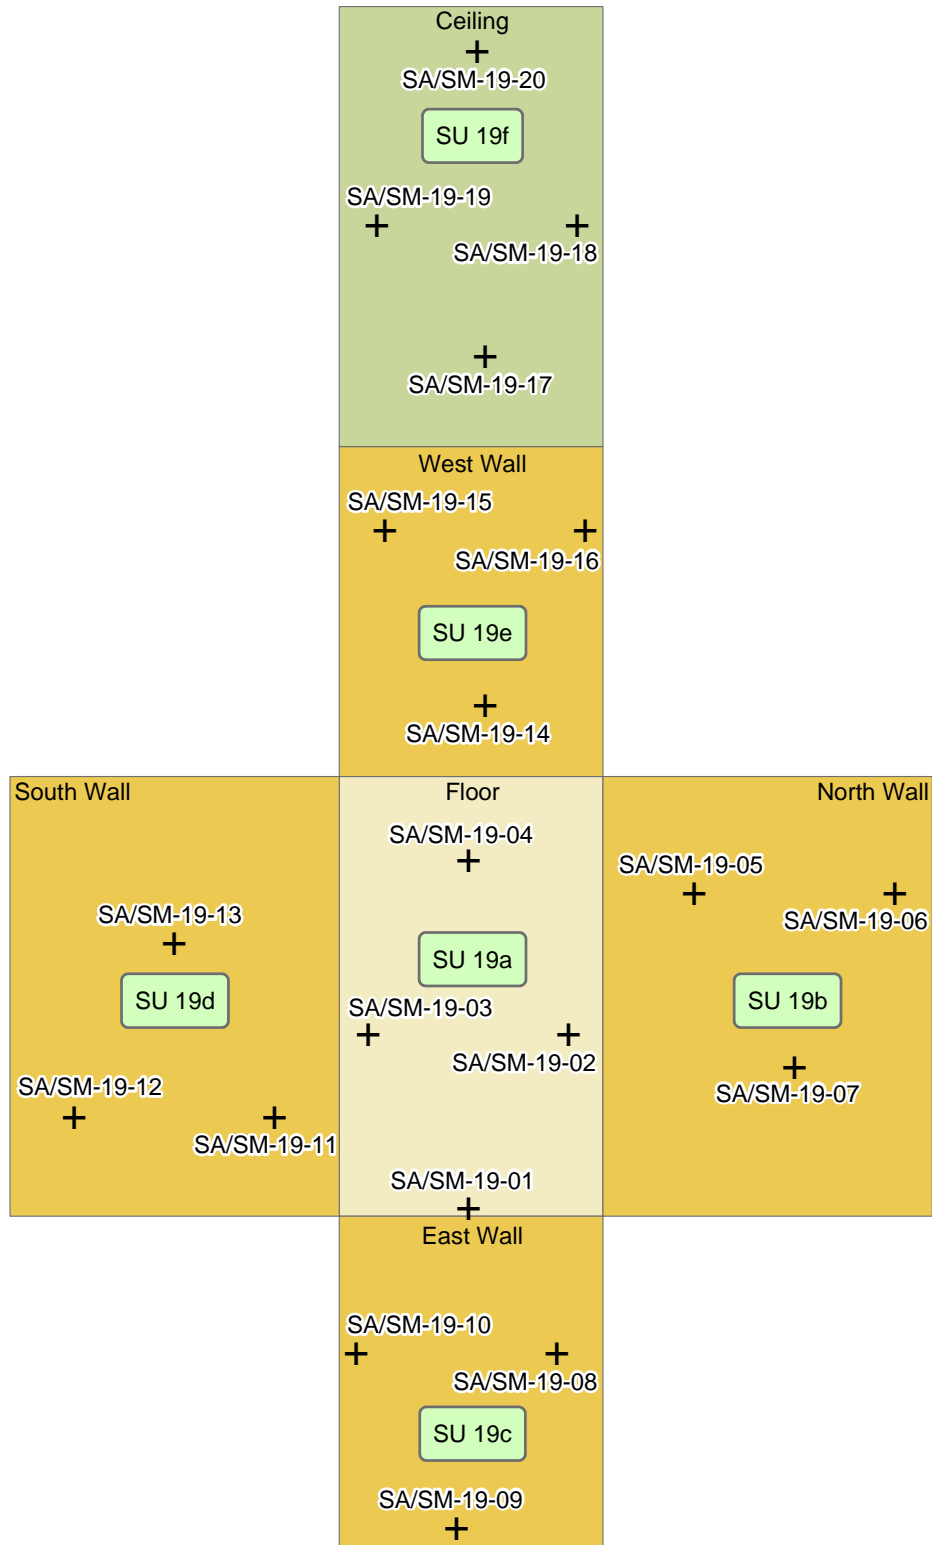 Ceiling
SA/SM-19-20
SU 19f
SA/SM-19-19
SA/SM-19-18
SA/SM-19-17
West Wall
SA/SM-19-15
SA/SM-19-16
SU 19e
SA/SM-19-14
South Wall
Floor
North Wall
SA/SM-19-04
SA/SM-19-05
SA/SM-19-06
SA/SM-19-13
SU 19a
SU 19d
SU 19b
SA/SM-19-03
SA/SM-19-02
SA/SM-19-12
SA/SM-19-07
SA/SM-19-11
SA/SM-19-01
East Wall
SA/SM-19-10
SA/SM-19-08
SU 19c
SA/SM-19-09